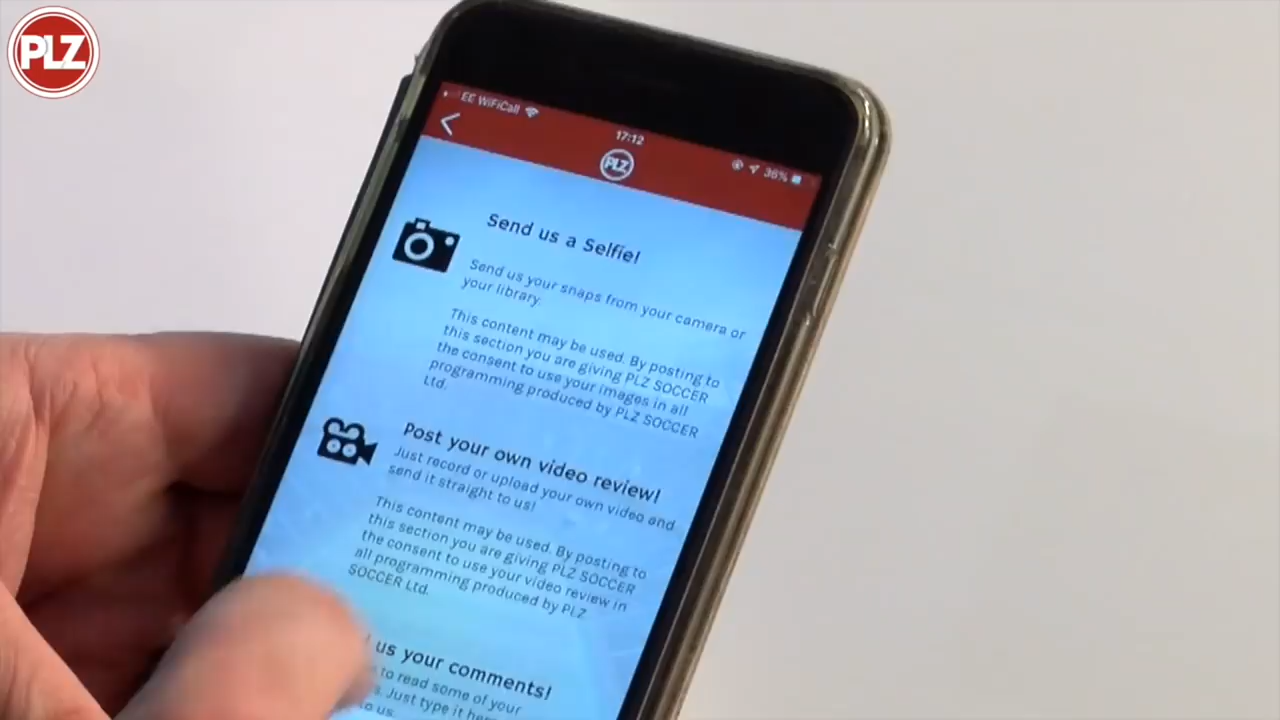 PLZ
EE WiFiCall
17:12
36%
PLZ
Send us a Selfie!
Send us your snaps from your camera or
your library.
This content may be used. By posting to
this section you are giving PLZ SOCCER
the consent to use your images in all
programming produced by PLZ SOCCER
Ltd.
Post your own video review!
Just record or upload your own video and
send it straight to us!
This content may be used. By posting to
this section you are giving PLZ SOCCER
the consent to use your video review in
all programming produced by PLZ
SOCCER Ltd.
us your comments!
to read some of your
Just type it here
to us.